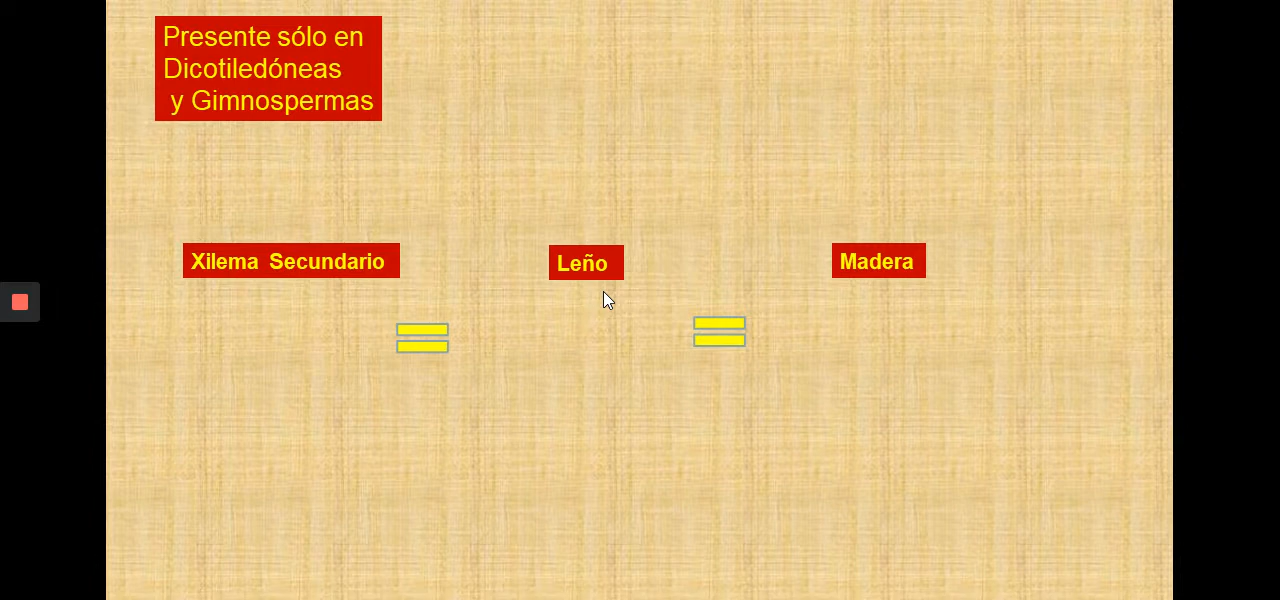 Presente sólo en
Dicotiledóneas
y Gimnospermas
Xilema Secundario
Leño
Madera